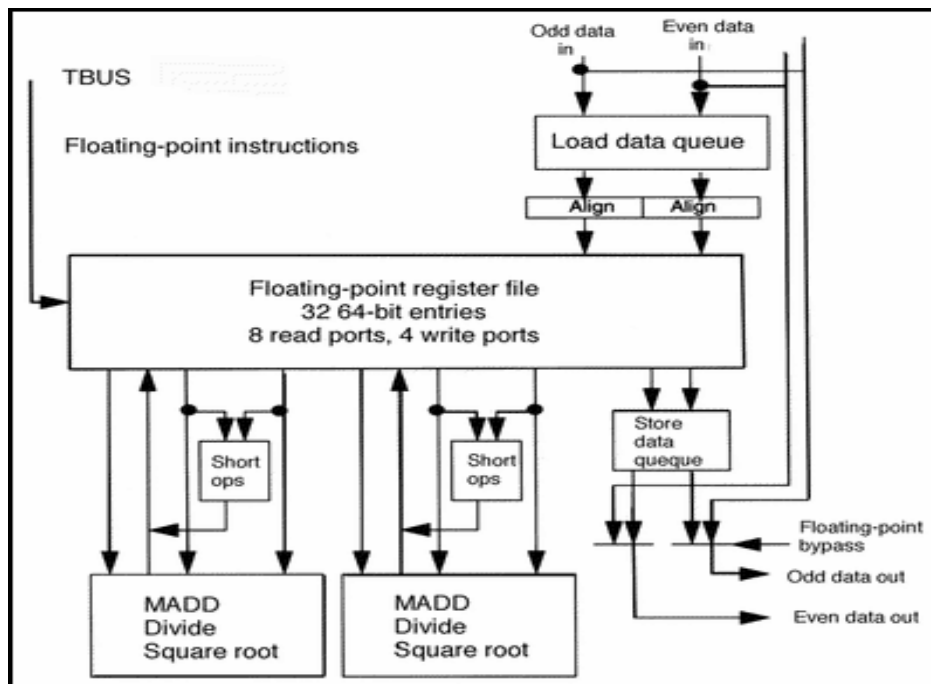 Odd data
in
Even data
in
TBUS
Floating-point instructions
Load data queue
Align
Align
Floating-point register file
32 64-bit entries
8 read ports, 4 write ports
Short
ops
Short
ops
Store
data
queque
Floating-point
bypass
Odd data out
Even data out
MADD
Divide
Square root
MADD
Divide
Square root